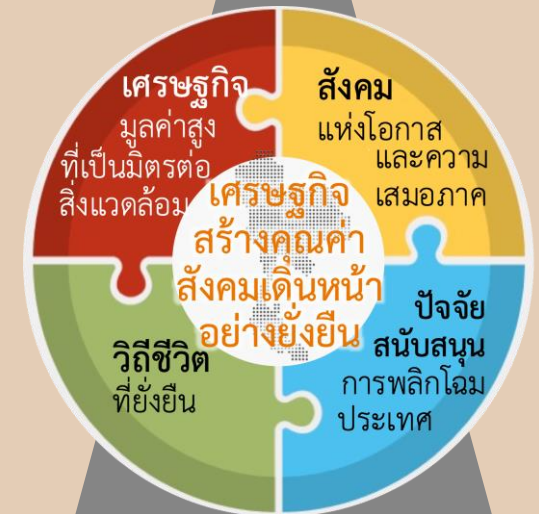 เศรษฐกิจ
มูลค่าสูง
ที่เป็นมิตรต่อ
สิ่งแวดล้อม
สังคม
แห่งโอกาส
และความ
เสมอภาค
เศรษฐกิจ
สร้างคุณค่า
สังคมเดินหน้า
อย่างยั่งยืน
วิถีชีวิต
ที่ยั่งยืน
ปัจจัย
สนับสนุน
การพลิกโฉม
ประเทศ